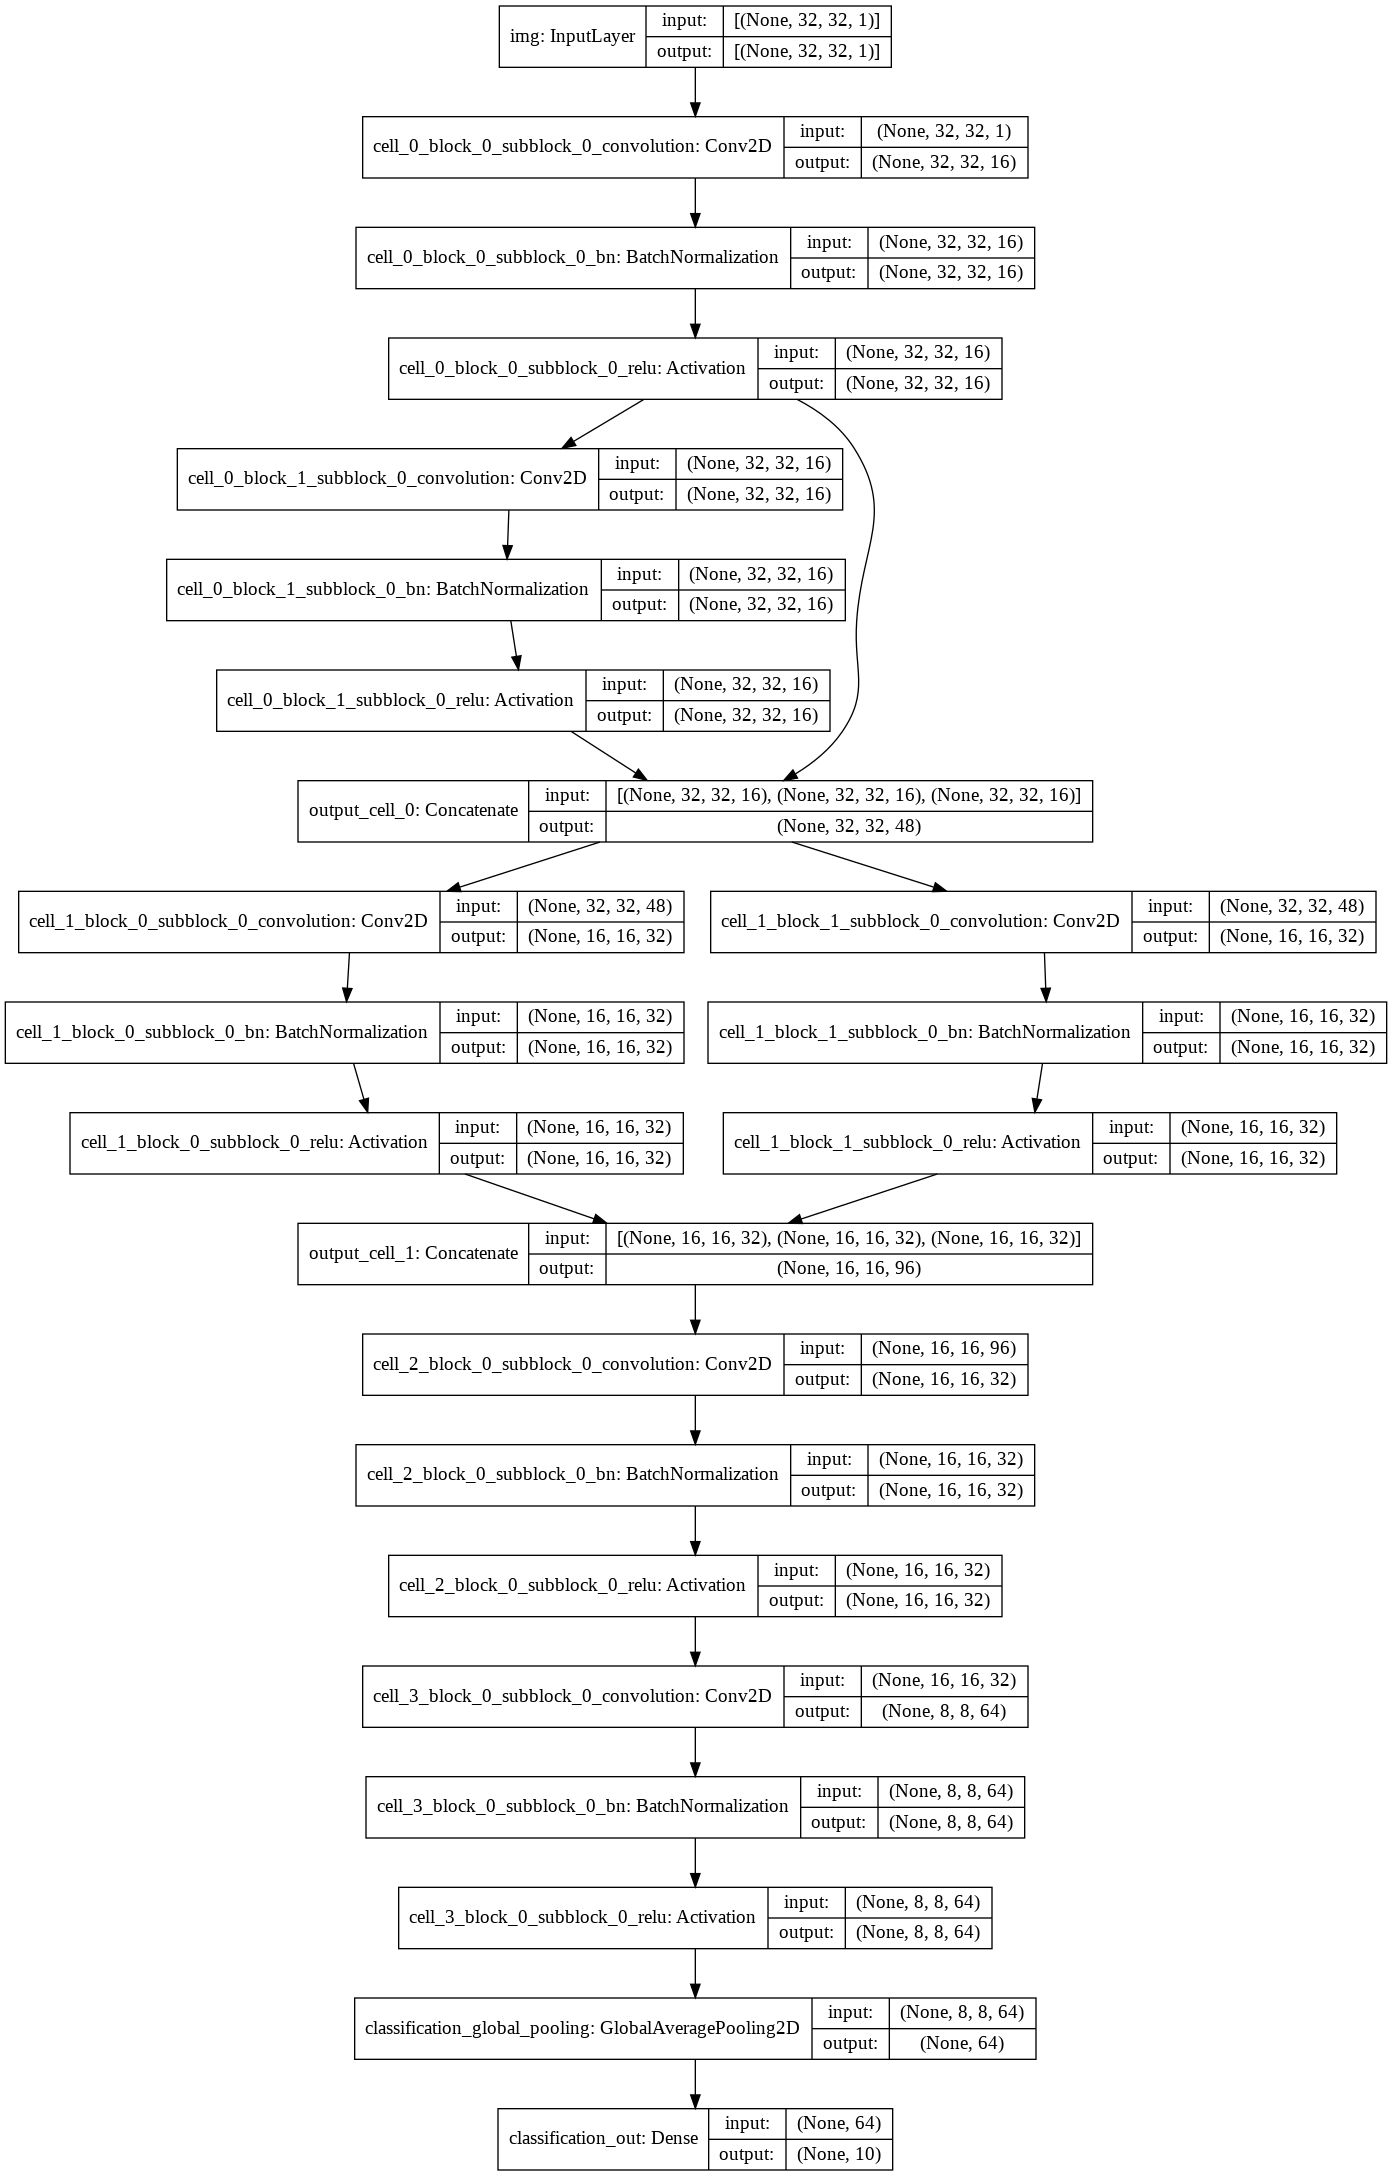 img: InputLayer
input:
[(None, 32, 32, 1)]
output:
[(None, 32, 32, 1)]
cell_0_block_0_subblock_0_convolution: Conv2D
input:
(None, 32, 32, 1)
output:
(None, 32, 32, 16)
cell_0_block_0_subblock_0_bn: BatchNormalization
input:
(None, 32, 32, 16)
output:
(None, 32, 32, 16)
cell_0_block_0_subblock_0_relu: Activation
input:
(None, 32, 32, 16)
output:
(None, 32, 32, 16)
cell_0_block_1_subblock_0_convolution: Conv2D
input:
(None, 32, 32, 16)
output:
(None, 32, 32, 16)
cell_0_block_1_subblock_0_bn: BatchNormalization
input:
(None, 32, 32, 16)
output:
(None, 32, 32, 16)
cell_0_block_1_subblock_0_relu: Activation
input:
(None, 32, 32, 16)
output:
(None, 32, 32, 16)
output_cell_0: Concatenate
input:
[(None, 32, 32, 16), (None, 32, 32, 16), (None, 32, 32, 16)]
output:
(None, 32, 32, 48)
cell_1_block_0_subblock_0_convolution: Conv2D
input:
(None, 32, 32, 48)
output:
(None, 16, 16, 32)
cell_1_block_1_subblock_0_convolution: Conv2D
input:
(None, 32, 32, 48)
output:
(None, 16, 16, 32)
cell_1_block_0_subblock_0_bn: BatchNormalization
input:
(None, 16, 16, 32)
output:
(None, 16, 16, 32)
cell_1_block_1_subblock_0_bn: BatchNormalization
input:
(None, 16, 16, 32)
output:
(None, 16, 16, 32)
cell_1_block_0_subblock_0_relu: Activation
input:
(None, 16, 16, 32)
output:
(None, 16, 16, 32)
cell_1_block_1_subblock_0_relu: Activation
input:
(None, 16, 16, 32)
output:
(None, 16, 16, 32)
output_cell_1: Concatenate
input:
[(None, 16, 16, 32), (None, 16, 16, 32), (None, 16, 16, 32)]
output:
(None, 16, 16, 96)
cell_2_block_0_subblock_0_convolution: Conv2D
input:
(None, 16, 16, 96)
output:
(None, 16, 16, 32)
cell_2_block_0_subblock_0_bn: BatchNormalization
input:
(None, 16, 16, 32)
output:
(None, 16, 16, 32)
cell_2_block_0_subblock_0_relu: Activation
input:
(None, 16, 16, 32)
output:
(None, 16, 16, 32)
cell_3_block_0_subblock_0_convolution: Conv2D
input:
(None, 16, 16, 32)
output:
(None, 8, 8, 64)
cell_3_block_0_subblock_0_bn: BatchNormalization
input:
(None, 8, 8, 64)
output:
(None, 8, 8, 64)
cell_3_block_0_subblock_0_relu: Activation
input:
(None, 8, 8, 64)
output:
(None, 8, 8, 64)
classification_global_pooling: GlobalAveragePooling2D
input:
(None, 8, 8, 64)
output:
(None, 64)
classification_out: Dense
input:
(None, 64)
output:
(None, 10)